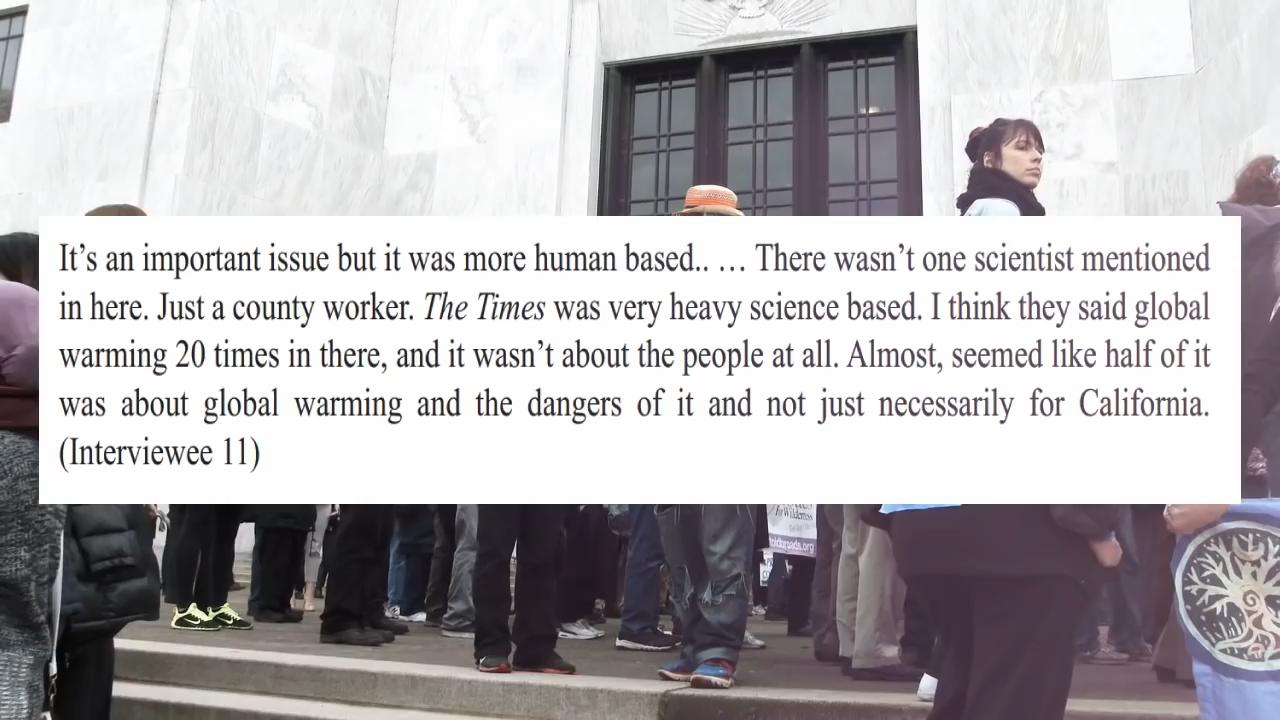 It’s an important issue but it was more human based.. … There wasn’t one scientist mentioned
in here. Just a county worker. The Times was very heavy science based. I think they said global
warming 20 times in there, and it wasn’t about the people at all. Almost, seemed like half of it
was about global warming and the dangers of it and not just necessarily for California.
(Interviewee 11)
For Wilderness